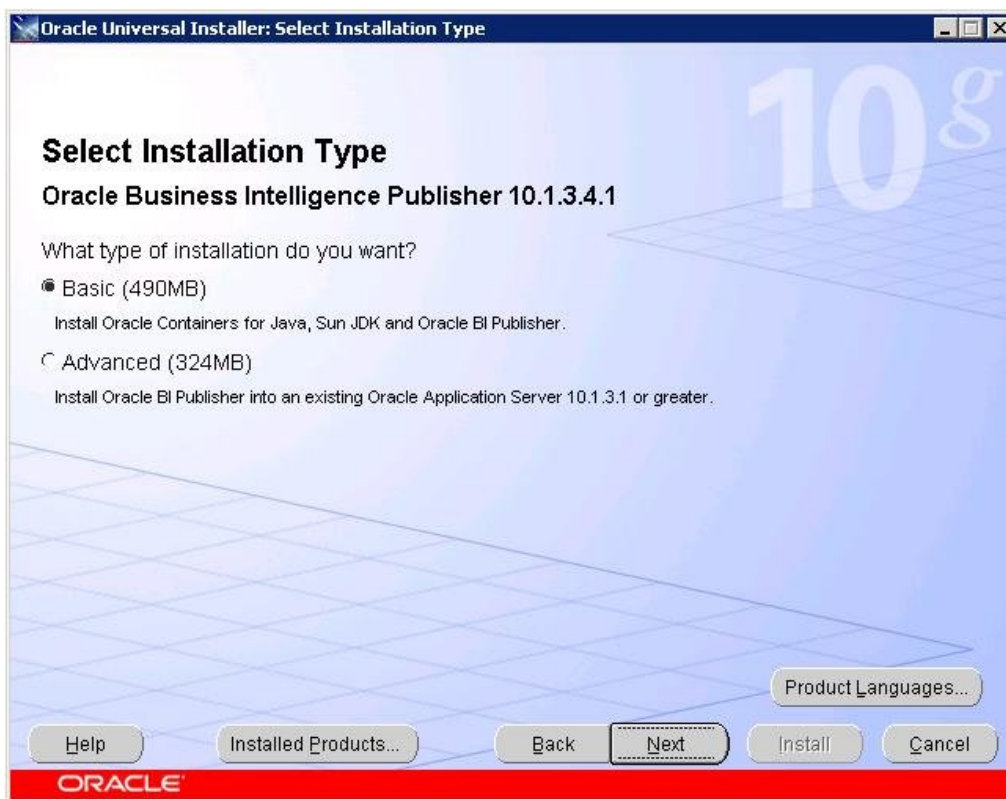 Oracle Universal Installer: Select Installation Type
10g
Select Installation Type
Oracle Business Intelligence Publisher 10.1.3.4.1
What type of installation do you want?
Basic (490MB)
Install Oracle Containers for Java, Sun JDK and Oracle BI Publisher.
Advanced (324MB)
Install Oracle BI Publisher into an existing Oracle Application Server 10.1.3.1 or greater.
Product Languages...
Help Installed Products... Back Next Install Cancel
ORACLE